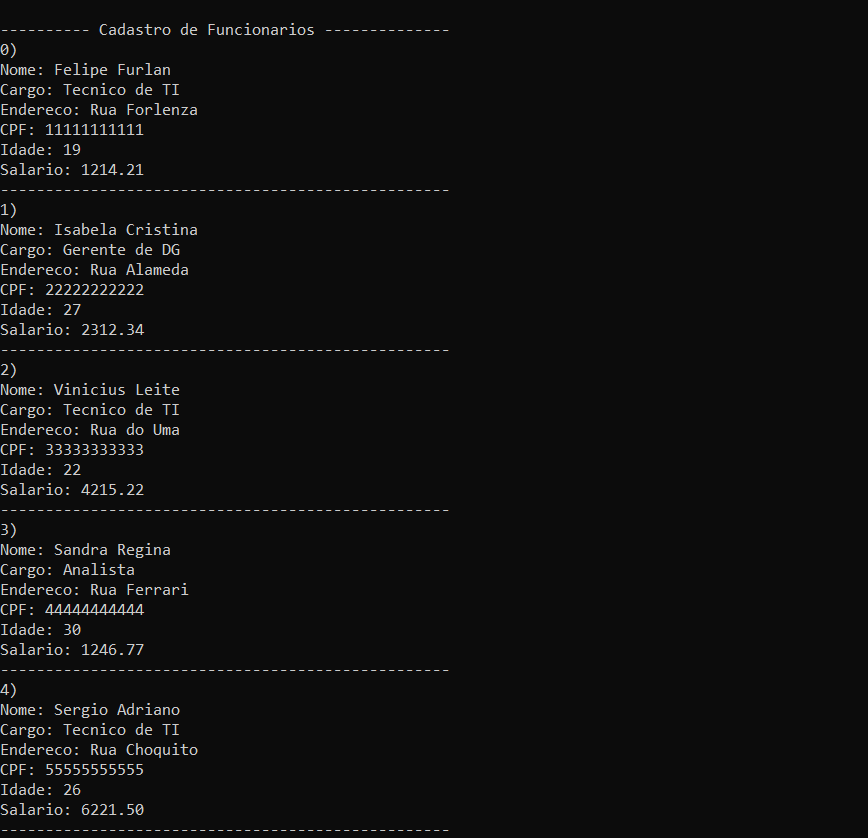 ---------- Cadastro de Funcionarios --------------
0)
Nome: Felipe Furlan
Cargo: Tecnico de TI
Endereco: Rua Forlenza
CPF: 11111111111
Idade: 19
Salario: 1214.21
--------------------------------------------------
1)
Nome: Isabela Cristina
Cargo: Gerente de DG
Endereco: Rua Alameda
CPF: 22222222222
Idade: 27
Salario: 2312.34
--------------------------------------------------
2)
Nome: Vinicius Leite
Cargo: Tecnico de TI
Endereco: Rua do Uma
CPF: 33333333333
Idade: 22
Salario: 4215.22
--------------------------------------------------
3)
Nome: Sandra Regina
Cargo: Analista
Endereco: Rua Ferrari
CPF: 44444444444
Idade: 30
Salario: 1246.77
--------------------------------------------------
4)
Nome: Sergio Adriano
Cargo: Tecnico de TI
Endereco: Rua Choquito
CPF: 55555555555
Idade: 26
Salario: 6221.50
--------------------------------------------------